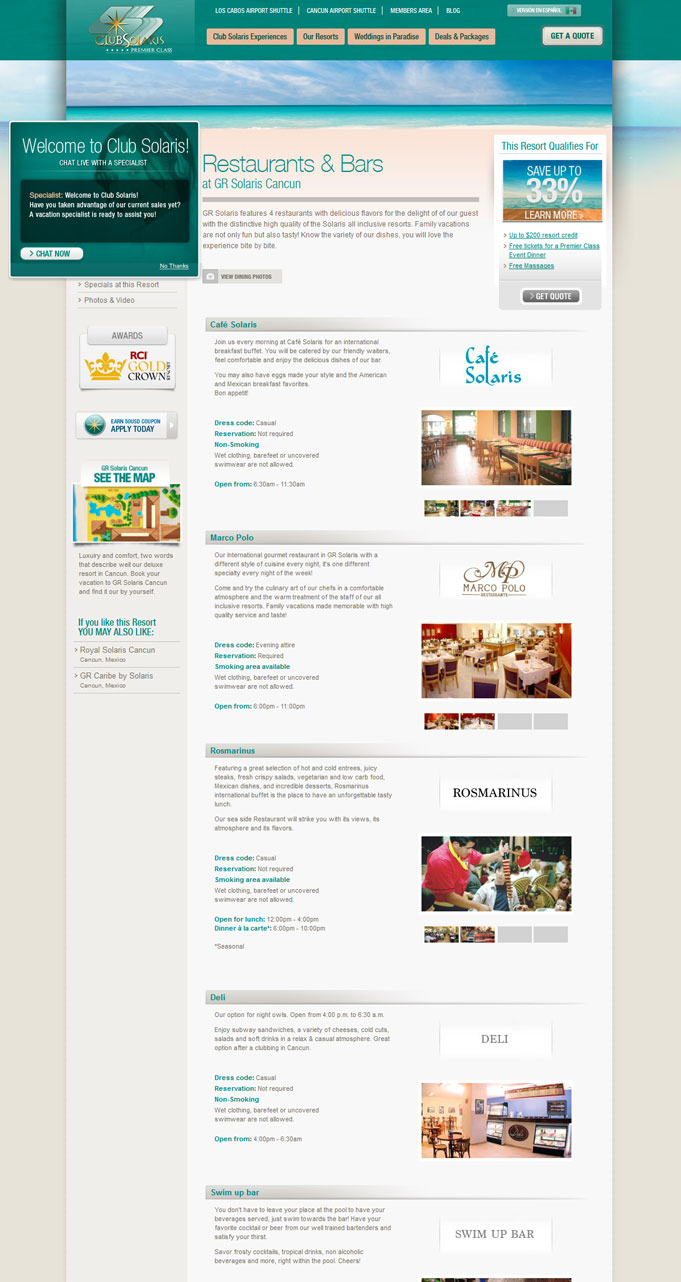 LOS CABOS AIRPORT SHUTTLE
CANCUN AIRPORT SHUTTLE
MEMBERS AREA
BLOG
VERSIÓN EN ESPAÑOL
CLUBSOLARIS
PREMIER CLASS
Club Solaris Experiences
Our Resorts
Weddings in Paradise
Deals & Packages
GET A QUOTE
Welcome to Club Solaris!
CHAT LIVE WITH A SPECIALIST
Specialist: Welcome to Club Solaris!
Have you taken advantage of our current sales yet?
A vacation specialist is ready to assist you!
CHAT NOW
No Thanks
Specials at this Resort
Photos & Video
AWARDS
RCI
GOLD
CROWN
EARN $0USD COUPON
APPLY TODAY
GR Solaris Cancun
SEE THE MAP
Luxuiry and comfort, two words
that describe well our deluxe
resort in Cancun. Book your
vacation to GR Solaris Cancun
and find it our by yourself.
If you like this Resort
YOU MAY ALSO LIKE:
Royal Solaris Cancun
Cancun, Mexico
GR Caribe by Solaris
Cancun, Mexico
Restaurants & Bars
at GR Solaris Cancun
GR Solaris features 4 restaurants with delicious flavors for the delight of of our guest
with the distinctive high quality of the Solaris all inclusive resorts. Family vacations
are not only fun but also tasty! Know the variety of our dishes, you will love the
experience bite by bite.
VIEW DINING PHOTOS
This Resort Qualifies For
SAVE UP TO
33%
LEARN MORE
Up to $200 resort credit
Free tickets for a Premier Class
Event Dinner
Free Massages
GET QUOTE
Café Solaris
Join us every morning at Café Solaris for an international
breakfast buffet. You will be catered by our friendly waiters,
feel comfortable and enjoy the delicious dishes of our bar.
You may also have eggs made your style and the American
and Mexican breakfast favorites.
Bon appetit!
Dress code: Casual
Reservation: Not required
Non-Smoking
Wet clothing, barefeet or uncovered
swimwear are not allowed.
Open from: 6:30am - 11:30am
Café
Solaris
Marco Polo
Our International gourmet restaurant in GR Solaris with a
different style of cuisine every night, it's one different
specialty every night of the week!
Come and try the culinary art of our chefs in a comfortable
atmosphere and the warm treatment of the staff of our all
inclusive resorts. Family vacations made memorable with high
quality service and taste!
Dress code: Evening attire
Reservation: Required
Smoking area available
Wet clothing, barefeet or uncovered
swimwear are not allowed.
Open from: 6:00pm - 11:00pm
MP
MARCO POLO
RESTAURANTE
Rosmarinus
Featuring a great selection of hot and cold entrees, juicy
steaks, fresh crispy salads, vegetarian and low carb food,
Mexican dishes, and incredible desserts, Rosmarinus
international buffet is the place to have an unforgettable tasty
lunch.
Our sea side Restaurant will strike you with its views, its
atmosphere and its flavors.
Dress code: Casual
Reservation: Not required
Smoking area available
Wet clothing, barefeet or uncovered
swimwear are not allowed.
Open for lunch: 12:00pm - 4:00pm
Dinner à la carte*: 6:00pm - 10:00pm
*Seasonal
ROSMARINUS
Deli
Our option for night owls. Open from 4:00 p.m. to 6:30 a.m.
Enjoy subway sandwiches, a variety of cheeses, cold cuts,
salads and soft drinks in a relax & casual atmosphere. Great
option after a clubbing in Cancun.
Dress code: Casual
Reservation: Not required
Non-Smoking
Wet clothing, barefeet or uncovered
swimwear are not allowed.
Open from: 4:00pm - 6:30am
DELI
Swim up bar
You don't have to leave your place at the pool to have your
beverages served, just swim towards the bar! Have your
favorite cocktail or beer from our well trained bartenders and
satisfy your thirst.
Savor frosty cocktails, tropical drinks, non alcoholic
beverages and more, right within the pool. Cheers!
SWIM UP BAR